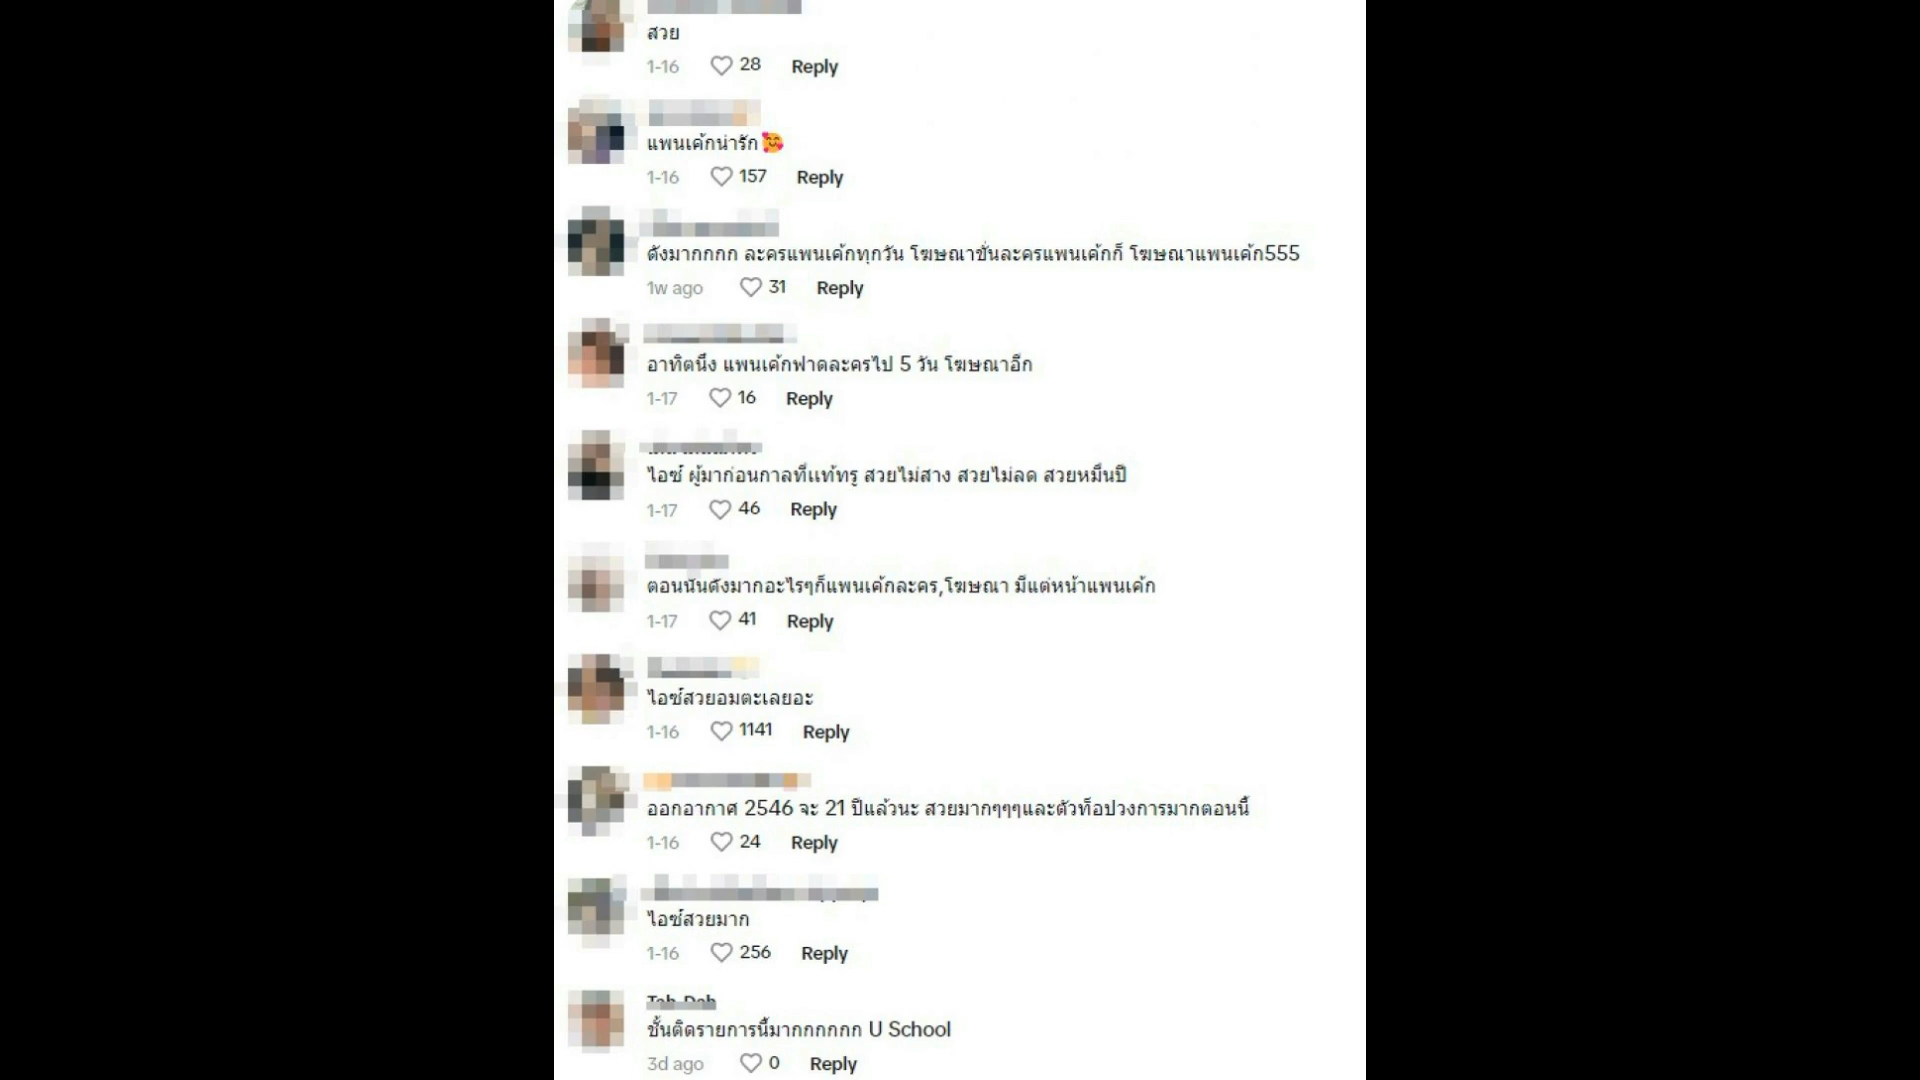 สวย
1-16 28 Reply
แพนเค้กน่ารัก🥰
1-16 157 Reply
ดังมากกกก ละครแพนเค้กทุกวัน โฆษณาขั่นละครแพนเค้กก็ โฆษณาแพนเค้ก555
1w ago 31 Reply
อาทิตนึ่ง แพนเค้กฟาดละครไป 5 วัน โฆษณาอีก
1-17 16 Reply
ไอซ์ ผู้มาก่อนกาลที่แท้ทรู สวยไม่สาง สวยไม่ลด สวยหมื่นปี
1-17 46 Reply
ตอนนั้นดังมากอะไรๆก็แพนเค้กละคร,โฆษณา มีแต่หน้าแพนเค้ก
1-17 41 Reply
ไอซ์สวยอมตะเลยอะ
1-16 1141 Reply
ออกอากาศ 2546 จะ 21 ปีแล้วนะ สวยมากๆๆๆและตัวท็อปวงการมากตอนนี้
1-16 24 Reply
ไอซ์สวยมาก
1-16 256 Reply
ชั้นติดรายการนี้มากกกกกก U School
3d ago 0 Reply